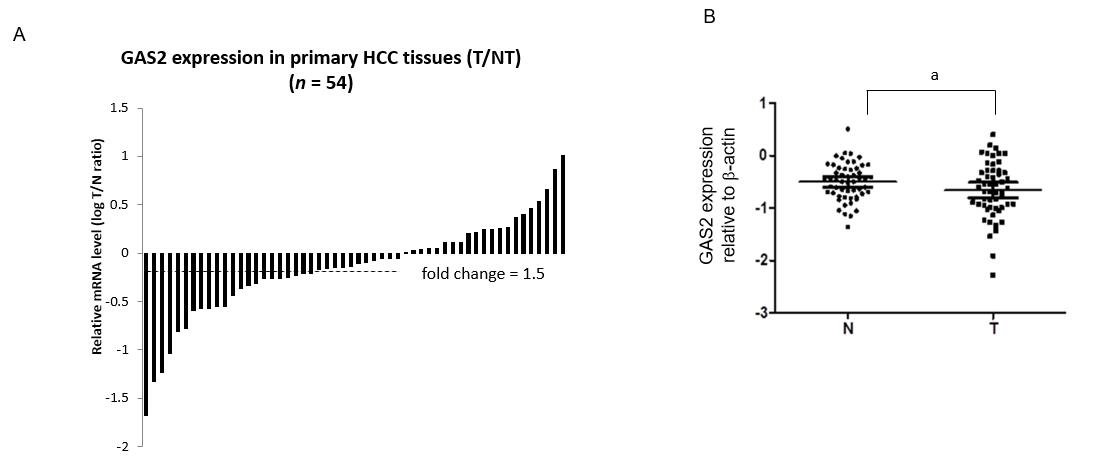 A
GAS2 expression in primary HCC tissues (T/NT)
(n = 54)
Relative mRNA level (log T/N ratio)
1.5
1
0.5
0
-0.5
-1
-1.5
-2
fold change = 1.5
B
a
GAS2 expression
relative to β-actin
1
0
-1
-2
-3
N
T